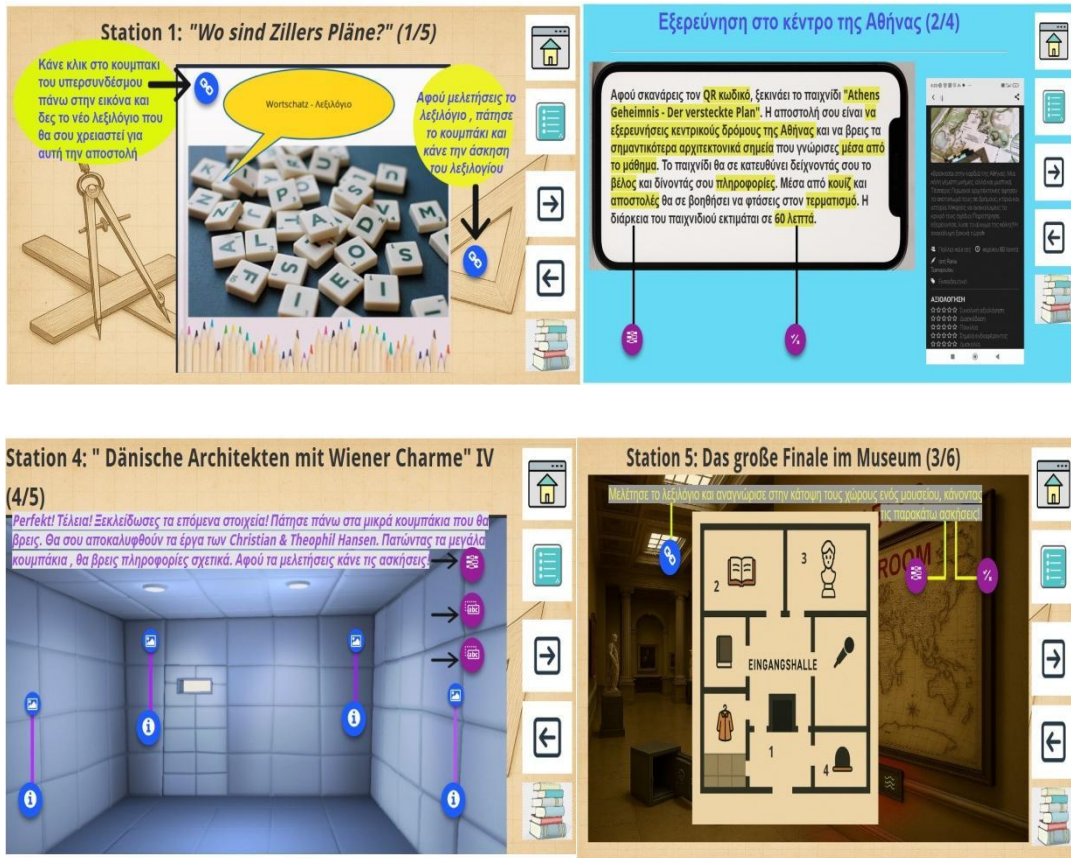 Station 1: "Wo sind Zillers Pläne?" (1/5)
Κάνε κλικ στο κουμπακι
του υπερσυνδέσμου
πάνω στην εικόνα και
δες το νέο λεξιλόγιο που
θα σου χρειαστεί για
αυτή την αποστολή
Wortschatz - Λεξιλόγιο
Αφού μελετήσεις το
λεξιλόγιο , πάτησε
το κουμπάκι και
κάνε την άσκηση
του λεξιλογίου
Εξερεύνηση στο κέντρο της Αθήνας (2/4)
Αφού σκανάρεις τον QR κωδικό, ξεκινάει το παιχνίδι "Athens
Geheimnis - Der versteckte Plan". Η αποστολή σου είναι να
εξερευνήσεις κεντρικούς δρόμους της Αθήνας και να βρεις τα
σημαντικότερα αρχιτεκτονικά σημεία που γνώρισες μέσα από
το μάθημα. Το παιχνίδι θα σε κατευθύνει δείχνοντάς σου το
βέλος και δίνοντάς σου πληροφορίες. Μέσα από κουίζ και
αποστολές θα σε βοηθήσει να φτάσεις στον τερματισμό. Η
διάρκεια του παιχνιδιού εκτιμάται σε 60 λεπτά.
ΑΞΙΟΛΟΓΗΣΗ
Station 4: " Dänische Architekten mit Wiener Charme" IV
(4/5)
Perfekt! Τέλεια! Ξεκλείδωσες τα επόμενα στοιχεία! Πάτησε πάνω στα μικρά κουμπάκια που θα
βρεις. Θα σου αποκαλυφθούν τα έργα των Christian & Theophil Hansen. Πατώντας τα μεγάλα
κουμπάκια , θα βρεις πληροφορίες σχετικά. Αφού τα μελετήσεις κάνε τις ασκήσεις!
abc
abc
Station 5: Das große Finale im Museum (3/6)
Μελέτησε το λεξιλόγιο και αναγνώρισε στην κάτοψη τους χώρους ενός μουσείου, κάνοντας
τις παρακάτω ασκήσεις!
ROOM
2
3
EINGANGSHALLE
1
4